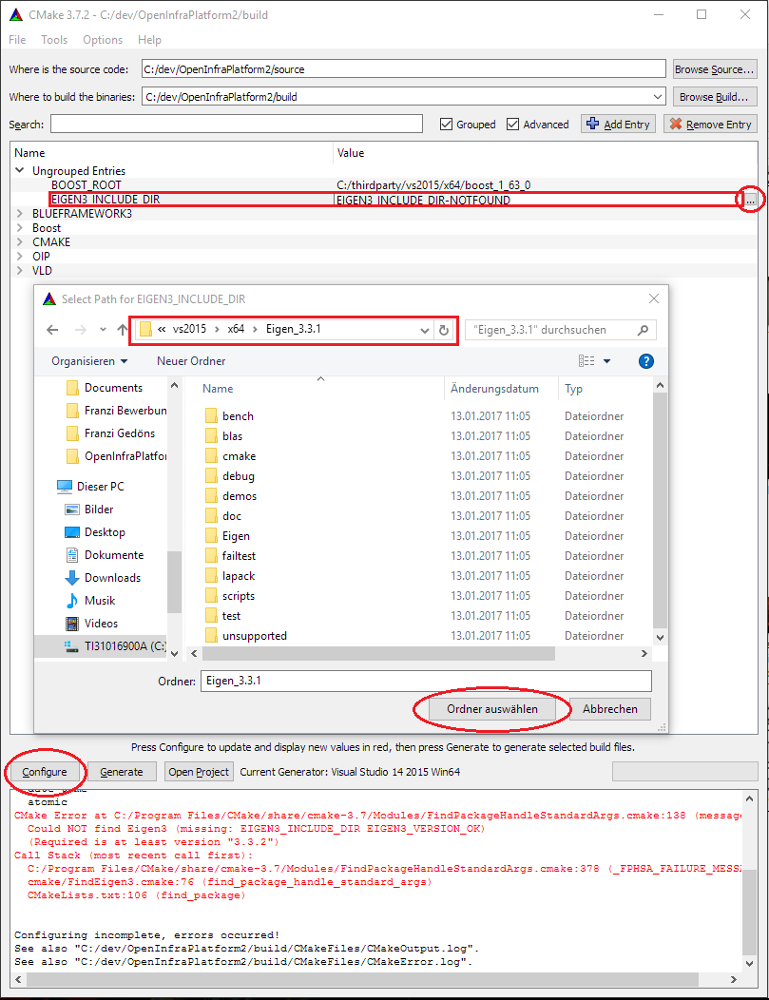 CMake 3.7.2 - C:/dev/OpenInfraPlatform2/build
File Tools Options Help
Where is the source code: C:/dev/OpenInfraPlatform2/source Browse Source...
Where to build the binaries: C:/dev/OpenInfraPlatform2/build Browse Build...
Search: Grouped Advanced Add Entry Remove Entry
Name Value
Ungrouped Entries
BOOST_ROOT C:/thirdparty/vs2015/x64/boost_1_63_0
EIGEN3_INCLUDE_DIR EIGEN3_INCLUDE_DIR-NOTFOUND ...
BLUEFRAMEWORK3
Boost
CMAKE
OIP
VLD
Select Path for EIGEN3_INCLUDE_DIR
« vs2015 > x64 > Eigen_3.3.1 "Eigen_3.3.1" durchsuchen
Organisieren Neuer Ordner ?
Documents
Franzi Bewerbun
Franzi Gedöns
OpenInfraPlatfor
Dieser PC
Bilder
Desktop
Dokumente
Downloads
Musik
Videos
TI31016900A (C:)
Name Änderungsdatum Typ
bench 13.01.2017 11:05 Dateiordner
blas 13.01.2017 11:05 Dateiordner
cmake 13.01.2017 11:05 Dateiordner
debug 13.01.2017 11:05 Dateiordner
demos 13.01.2017 11:05 Dateiordner
doc 13.01.2017 11:05 Dateiordner
Eigen 13.01.2017 11:05 Dateiordner
failtest 13.01.2017 11:05 Dateiordner
lapack 13.01.2017 11:05 Dateiordner
scripts 13.01.2017 11:05 Dateiordner
test 13.01.2017 11:05 Dateiordner
unsupported 13.01.2017 11:05 Dateiordner
Ordner: Eigen_3.3.1
Ordner auswählen Abbrechen
Press Configure to update and display new values in red, then press Generate to generate selected build files.
Configure Generate Open Project Current Generator: Visual Studio 14 2015 Win64
atomic
CMake Error at C:/Program Files/CMake/share/cmake-3.7/Modules/FindPackageHandleStandardArgs.cmake:138 (message
Could NOT find Eigen3 (missing: EIGEN3_INCLUDE_DIR EIGEN3_VERSION_OK)
(Required is at least version "3.3.2")
Call Stack (most recent call first):
C:/Program Files/CMake/share/cmake-3.7/Modules/FindPackageHandleStandardArgs.cmake:378 (_FPHSA_FAILURE_MESSA
cmake/FindEigen3.cmake:76 (find_package_handle_standard_args)
CMakeLists.txt:106 (find_package)
Configuring incomplete, errors occurred!
See also "C:/dev/OpenInfraPlatform2/build/CMakeFiles/CMakeOutput.log".
See also "C:/dev/OpenInfraPlatform2/build/CMakeFiles/CMakeError.log".